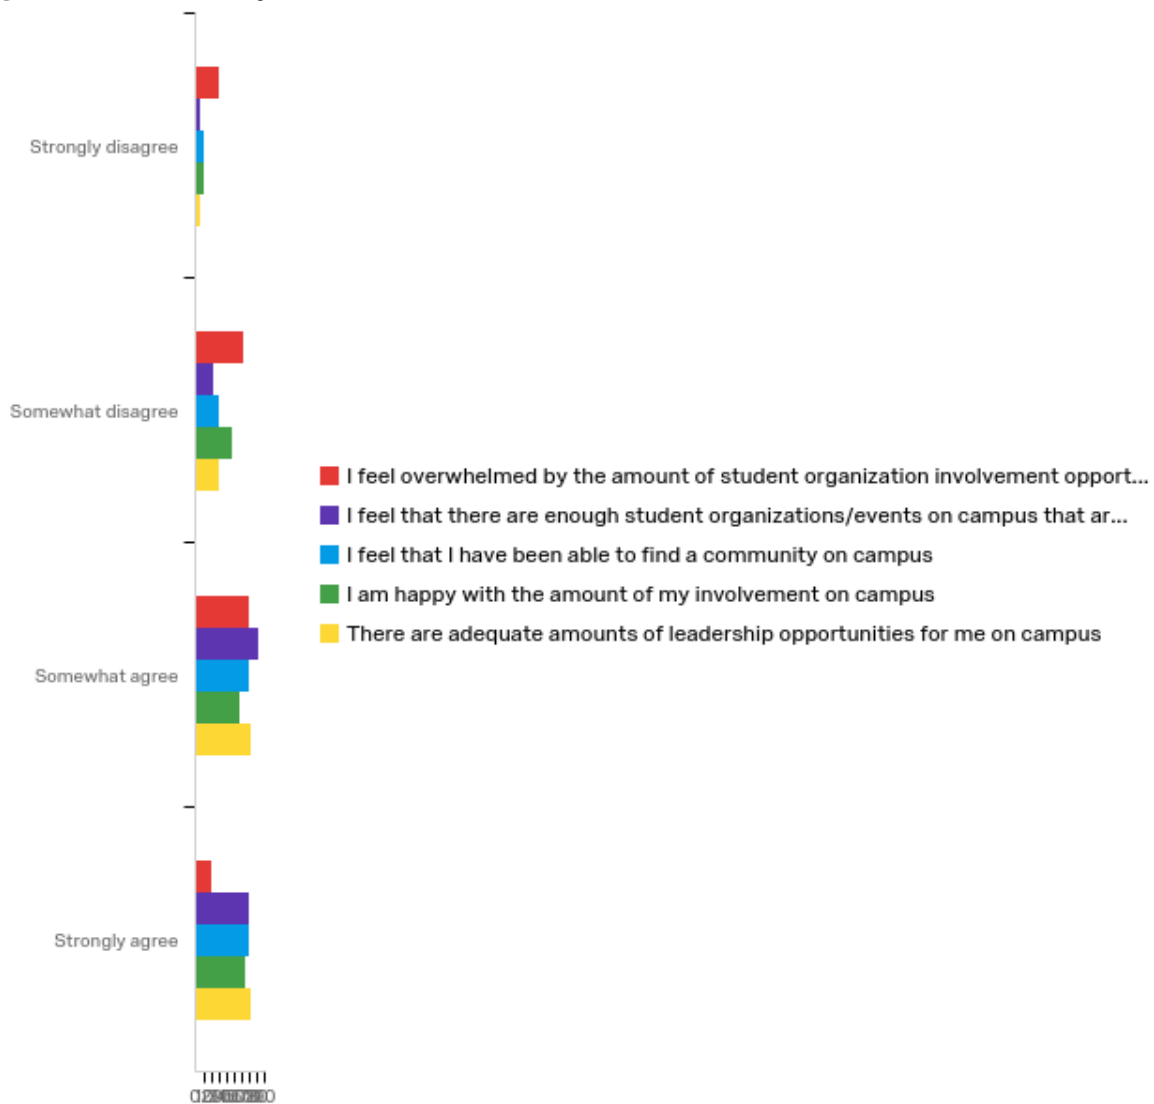 Strongly disagree
Somewhat disagree
I feel overwhelmed by the amount of student organization involvement opport...
I feel that there are enough student organizations/events on campus that ar...
I feel that I have been able to find a community on campus
I am happy with the amount of my involvement on campus
There are adequate amounts of leadership opportunities for me on campus
Somewhat agree
Strongly agree